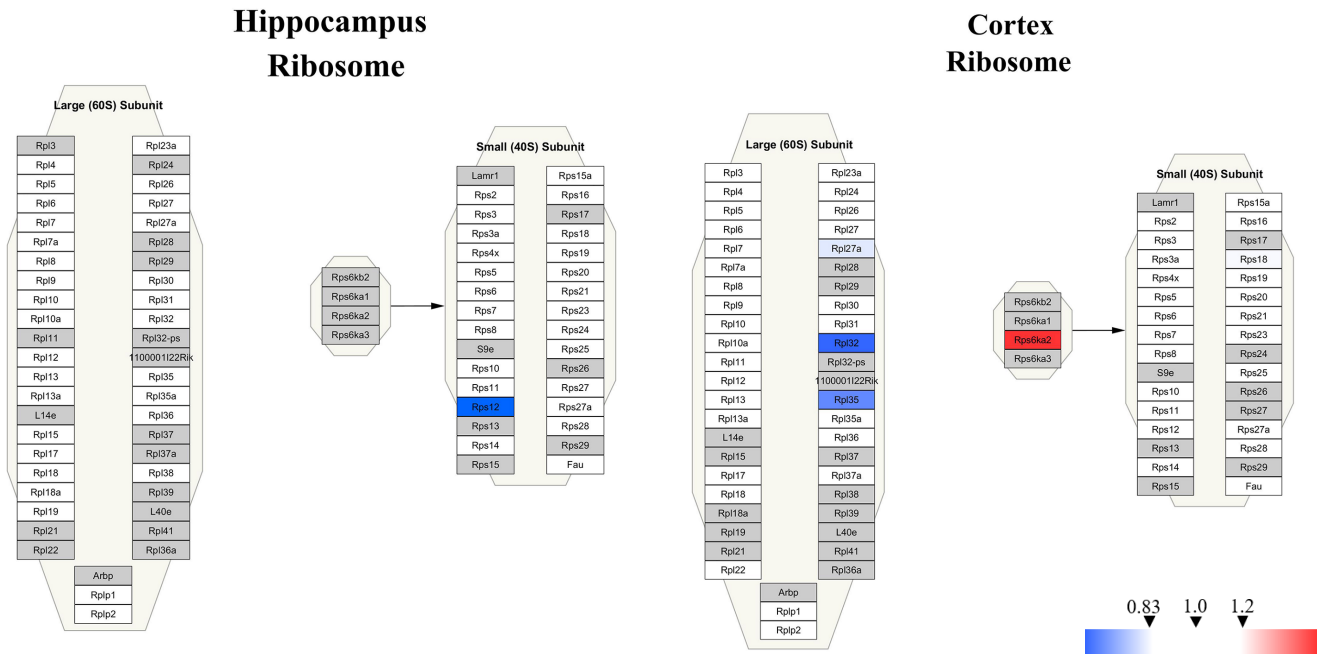 Hippocampus
Ribosome
Large (60S) Subunit
Rpl3
Rpl4
Rpl5
Rpl6
Rpl7
Rpl7a
Rpl8
Rpl9
Rpl10
Rpl10a
Rpl11
Rpl12
Rpl13
Rpl13a
L14e
Rpl15
Rpl17
Rpl18
Rpl18a
Rpl19
Rpl21
Rpl22
Rpl23a
Rpl24
Rpl26
Rpl27
Rpl27a
Rpl28
Rpl29
Rpl30
Rpl31
Rpl32
Rpl32-ps
1100001I22Rik
Rpl35
Rpl35a
Rpl36
Rpl37
Rpl37a
Rpl38
Rpl39
L40e
Rpl41
Rpl36a
Arbp
Rplp1
Rplp2
Rps6kb2
Rps6ka1
Rps6ka2
Rps6ka3
Small (40S) Subunit
Lamr1
Rps2
Rps3
Rps3a
Rps4x
Rps5
Rps6
Rps7
Rps8
S9e
Rps10
Rps11
Rps12
Rps13
Rps14
Rps15
Rps15a
Rps16
Rps17
Rps18
Rps19
Rps20
Rps21
Rps23
Rps24
Rps25
Rps26
Rps27
Rps27a
Rps28
Rps29
Fau
Cortex
Ribosome
Large (60S) Subunit
Rpl3
Rpl4
Rpl5
Rpl6
Rpl7
Rpl7a
Rpl8
Rpl9
Rpl10
Rpl10a
Rpl11
Rpl12
Rpl13
Rpl13a
L14e
Rpl15
Rpl17
Rpl18
Rpl18a
Rpl19
Rpl21
Rpl22
Rpl23a
Rpl24
Rpl26
Rpl27
Rpl27a
Rpl28
Rpl29
Rpl30
Rpl31
Rpl32
Rpl32-ps
1100001I22Rik
Rpl35
Rpl35a
Rpl36
Rpl37
Rpl37a
Rpl38
Rpl39
L40e
Rpl41
Rpl36a
Arbp
Rplp1
Rplp2
Rps6kb2
Rps6ka1
Rps6ka2
Rps6ka3
Small (40S) Subunit
Lamr1
Rps2
Rps3
Rps3a
Rps4x
Rps5
Rps6
Rps7
Rps8
S9e
Rps10
Rps11
Rps12
Rps13
Rps14
Rps15
Rps15a
Rps16
Rps17
Rps18
Rps19
Rps20
Rps21
Rps23
Rps24
Rps25
Rps26
Rps27
Rps27a
Rps28
Rps29
Fau
0.83 1.0 1.2